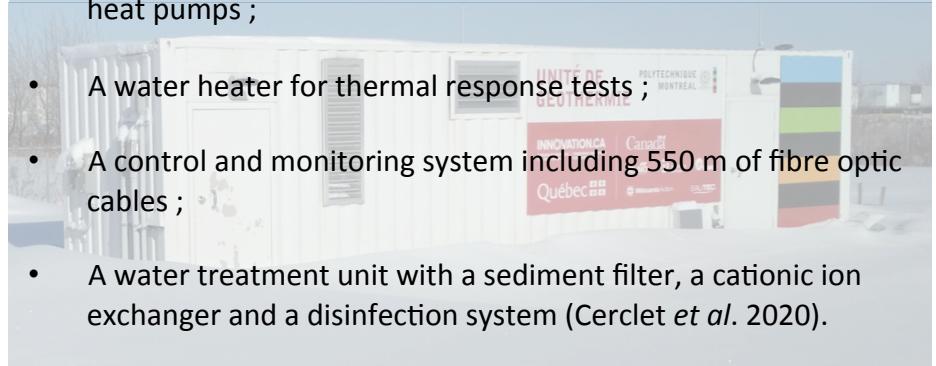 heat pumps ;
• A water heater for thermal response tests ;
UNITÉ DE
GÉOTHERMIE
POLYTECHNIQUE
MONTRÉAL
• A control and monitoring system including 550 m of fibre optic
cables ;
INNOVATION.CA
Canada
Québec
• A water treatment unit with a sediment filter, a cationic ion
exchanger and a disinfection system (Cerclet et al. 2020).